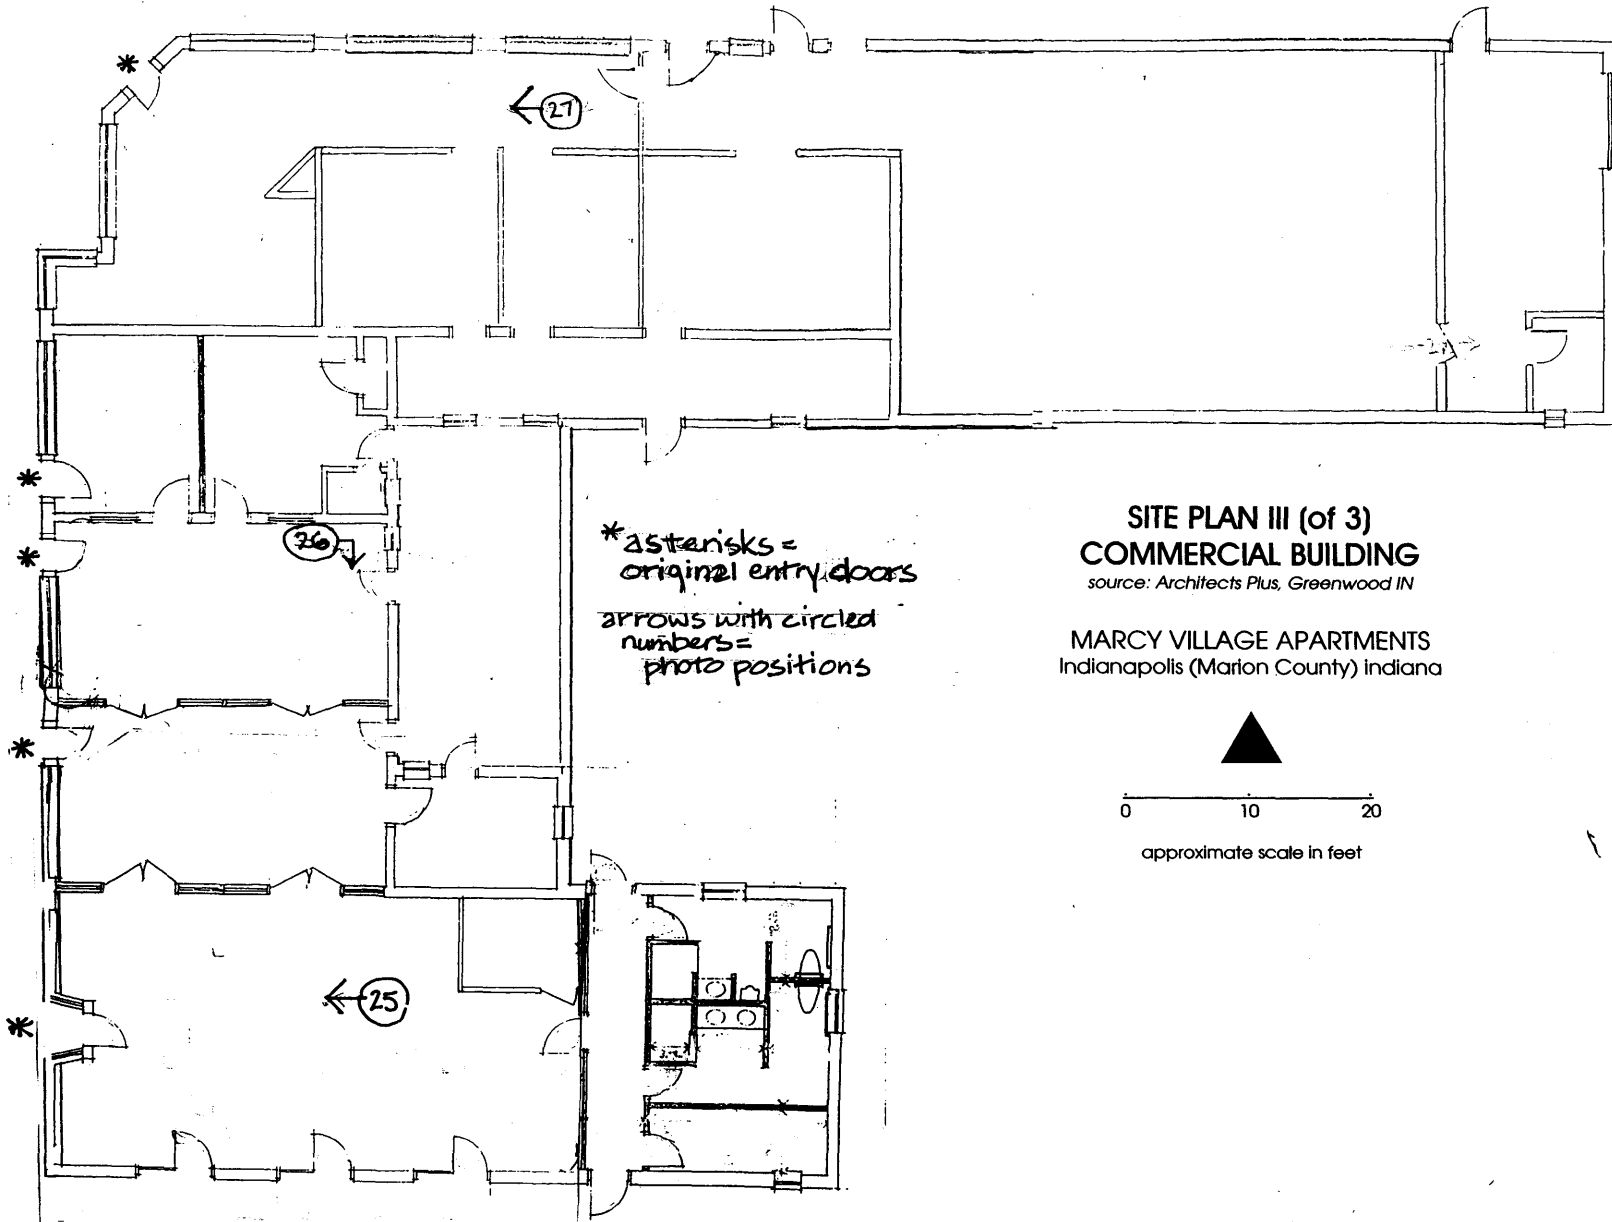 *
27
*
*
26
*asterisks =
original entry doors
arrows with circled
numbers=
photo positions
SITE PLAN III (of 3)
COMMERCIAL BUILDING
source: Architects Plus, Greenwood IN
MARCY VILLAGE APARTMENTS
Indianapolis (Marion County) Indiana
0 10 20
approximate scale in feet
*
25
*